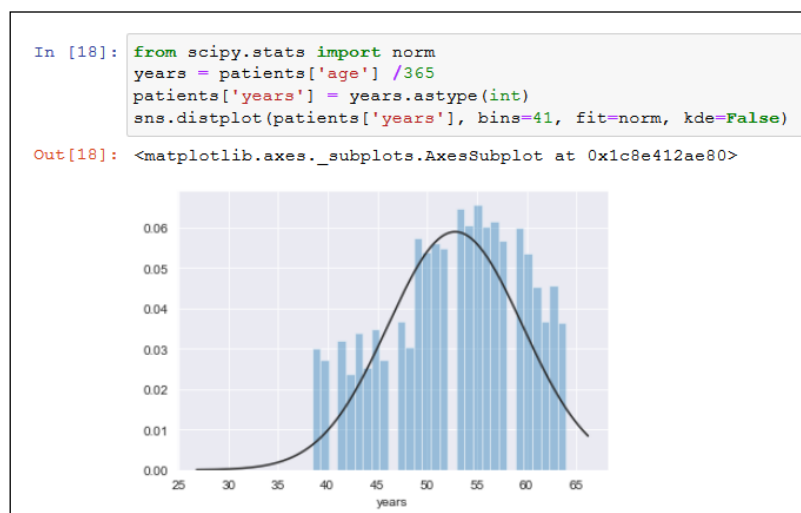 In [18]: from scipy.stats import norm
years = patients['age'] /365
patients['years'] = years.astype(int)
sns.distplot(patients['years'], bins=41, fit=norm, kde=False)
Out[18]: <matplotlib.axes._subplots.AxesSubplot at 0x1c8e412ae80>
0.06
0.05
0.04
0.03
0.02
0.01
0.00
25 30 35 40 45 50 55 60 65
years